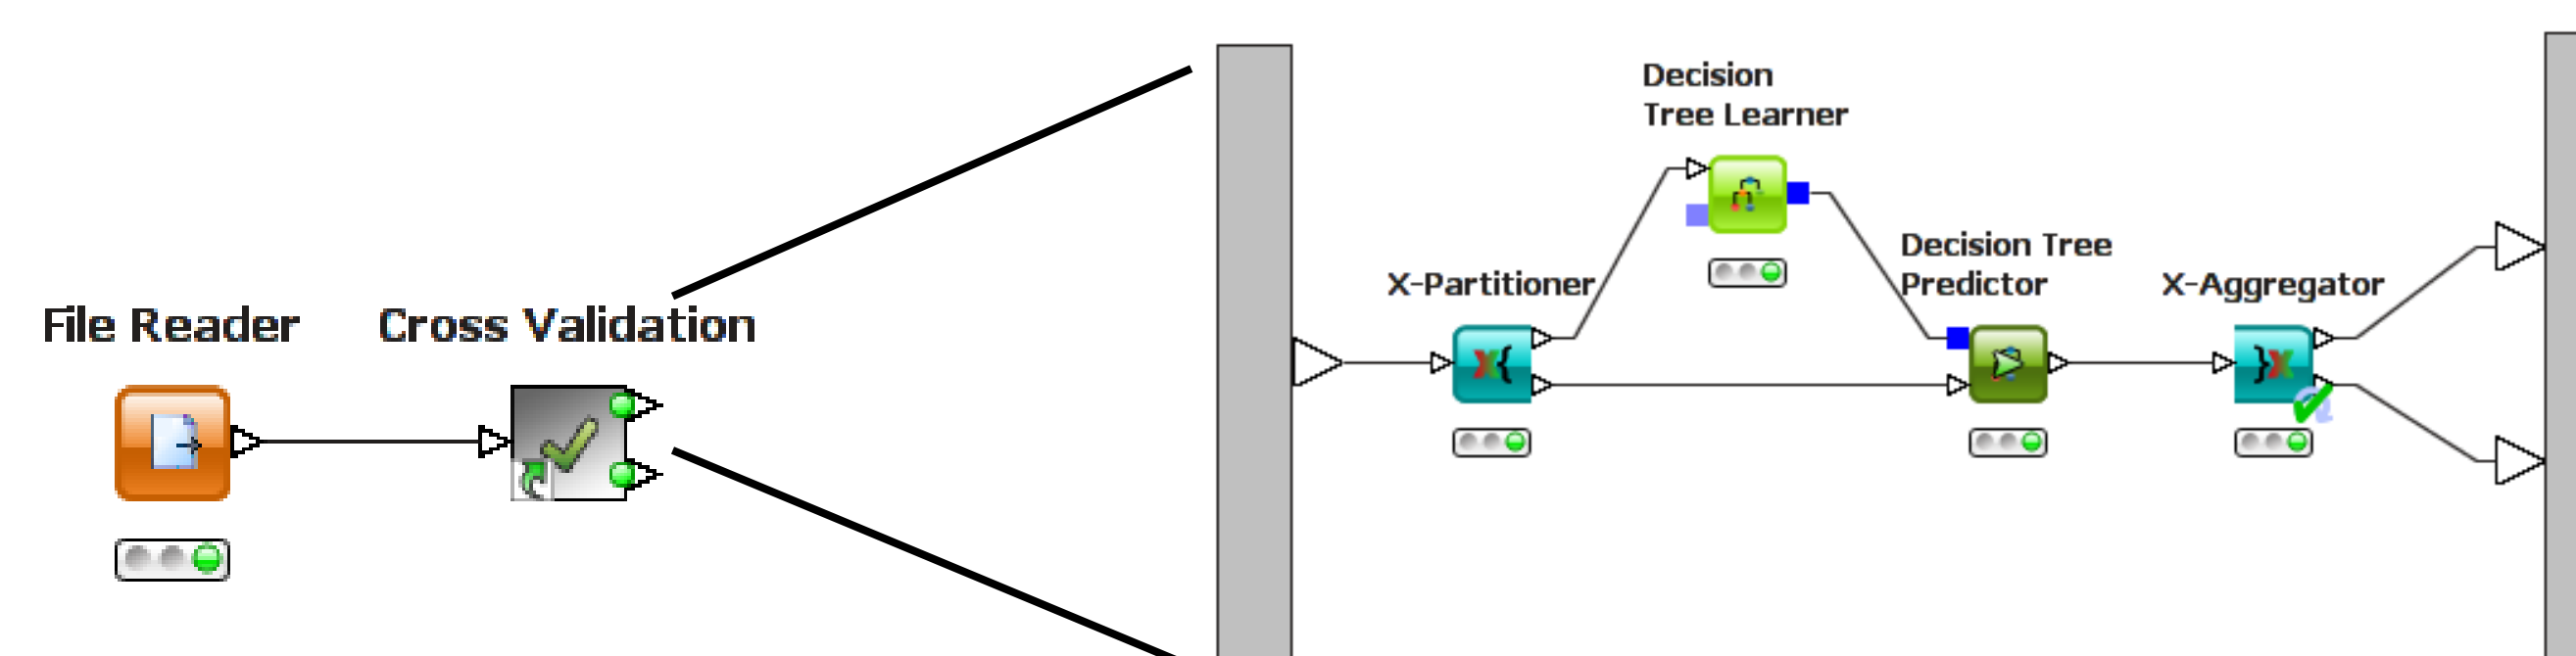 File Reader
Cross Validation
X-Partitioner
Decision
Tree Learner
Decision Tree
Predictor
X-Aggregator